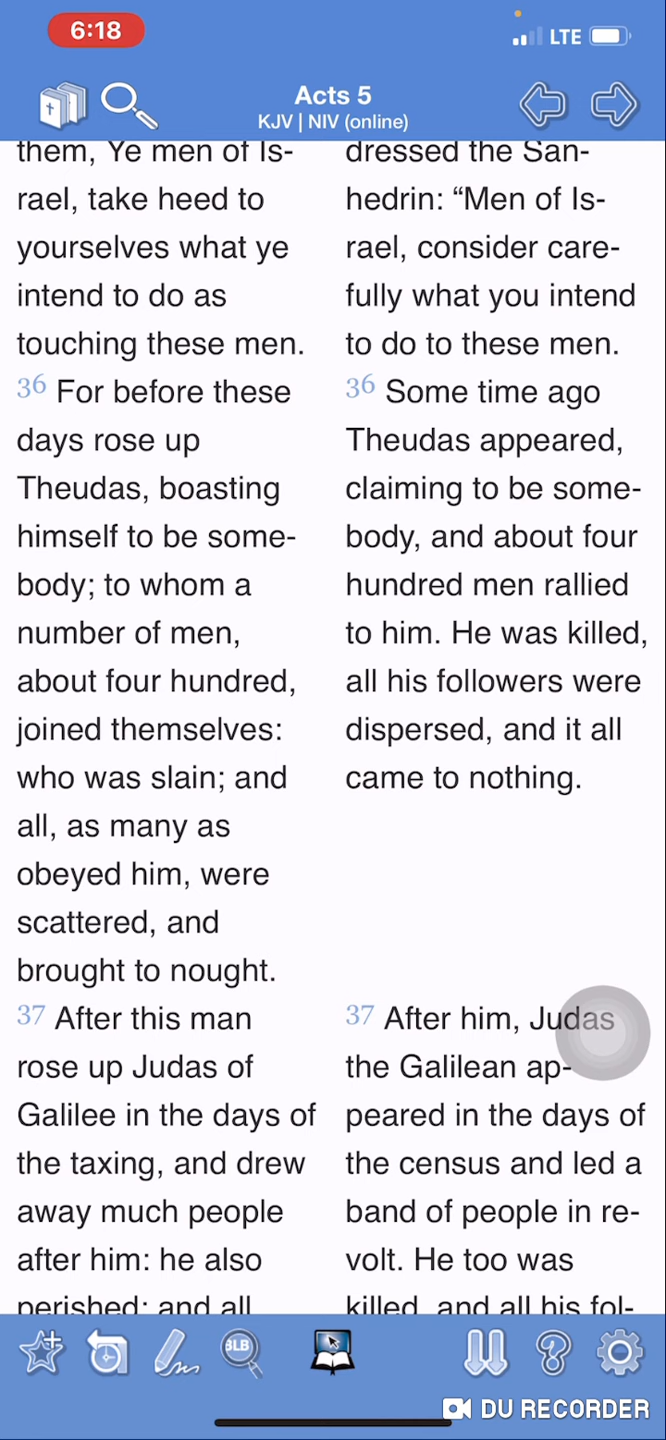 6:18
LTE
Acts 5
KJV | NIV (online)
them, Ye men of Is-
rael, take heed to
yourselves what ye
intend to do as
touching these men.
36 For before these
days rose up
Theudas, boasting
himself to be some-
body; to whom a
number of men,
about four hundred,
joined themselves:
who was slain; and
all, as many as
obeyed him, were
scattered, and
brought to nought.
37 After this man
rose up Judas of
Galilee in the days of
the taxing, and drew
away much people
after him: he also
perished; and all
dressed the San-
hedrin: “Men of Is-
rael, consider care-
fully what you intend
to do to these men.
36 Some time ago
Theudas appeared,
claiming to be some-
body, and about four
hundred men rallied
to him. He was killed,
all his followers were
dispersed, and it all
came to nothing.
37 After him, Judas
the Galilean ap-
peared in the days of
the census and led a
band of people in re-
volt. He too was
killed, and all his fol-
BLB
DU RECORDER